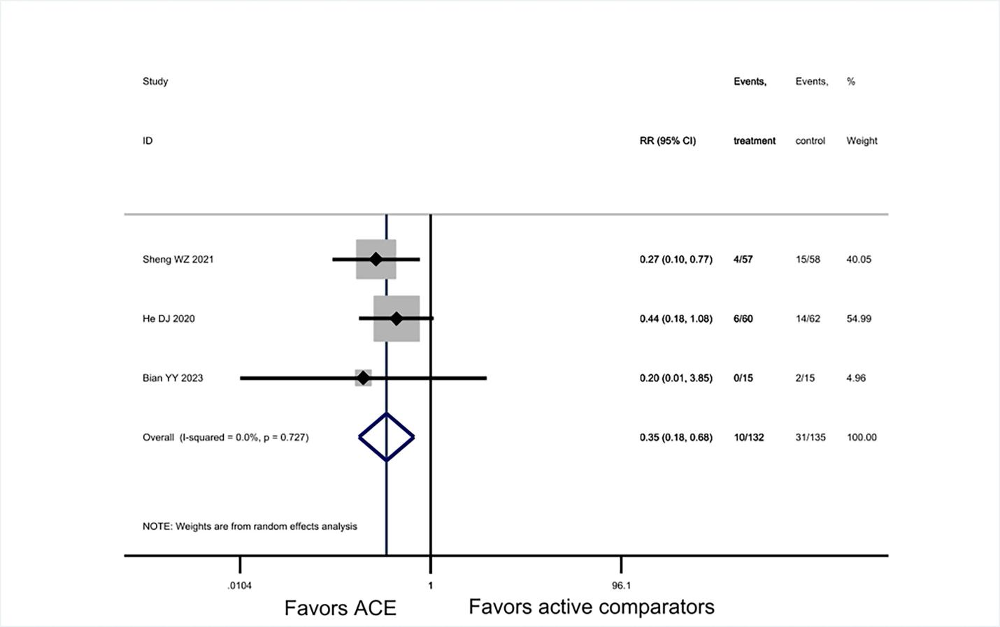 Study Events, Events, %
ID RR (95% CI) treatment control Weight
Sheng WZ 2021 0.27 (0.10, 0.77) 4/57 15/58 40.05
He DJ 2020 0.44 (0.18, 1.08) 6/60 14/62 54.99
Bian YY 2023 0.20 (0.01, 3.85) 0/15 2/15 4.96
Overall (I-squared = 0.0%, p = 0.727) 0.35 (0.18, 0.68) 10/132 31/135 100.00
NOTE: Weights are from random effects analysis
.0104 1 96.1
Favors ACE Favors active comparators